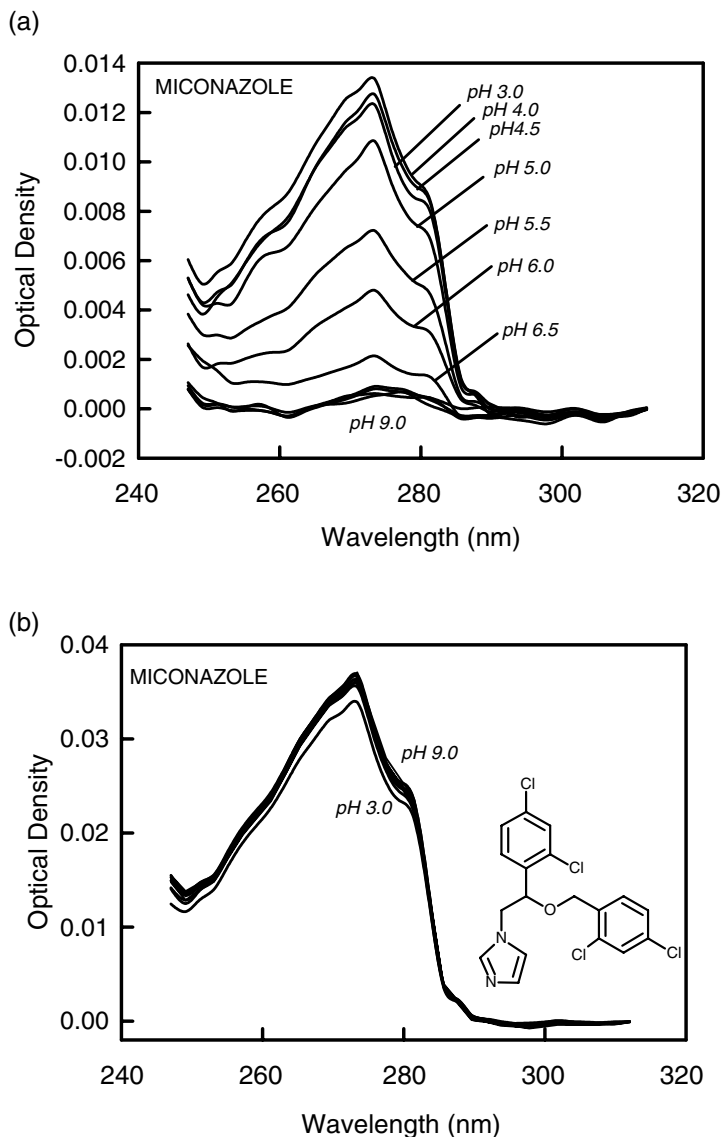 (a)
0.014
0.012
0.010
0.008
0.006
0.004
0.002
0.000
-0.002
Optical Density
MICONAZOLE
pH 3.0
pH 4.0
pH4.5
pH 5.0
pH 5.5
pH 6.0
pH 6.5
pH 9.0
240 260 280 300 320
Wavelength (nm)
(b)
0.04
0.03
0.02
0.01
0.00
Optical Density
MICONAZOLE
pH 9.0
pH 3.0
Cl
Cl
O
N
N
Cl
Cl
240 260 280 300 320
Wavelength (nm)